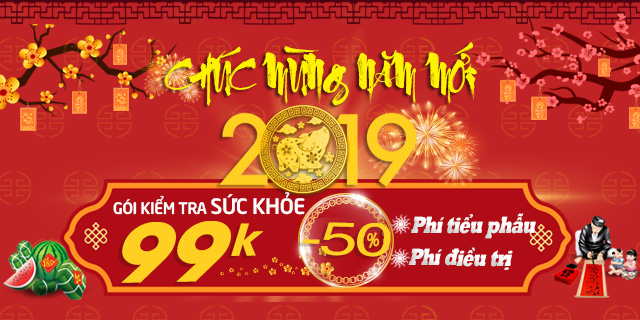 CHÚC MỪNG NĂM MỚI
2019
GÓI KIỂM TRA SỨC KHỎE
99k
-50%
Phí tiểu phẫu
Phí điều trị